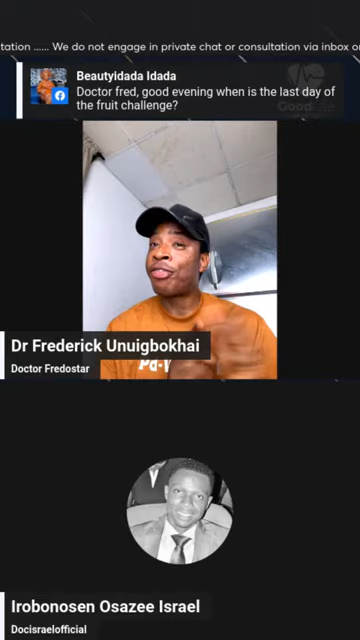 tation ...... We do not engage in private chat or consultation via inbox or
Beautyidada Idada
Doctor fred, good evening when is the last day of
the fruit challenge?
Good
Dr Frederick Unuigbokhai
Doctor Fredostar
Irobonosen Osazee Israel
Docisraelofficial